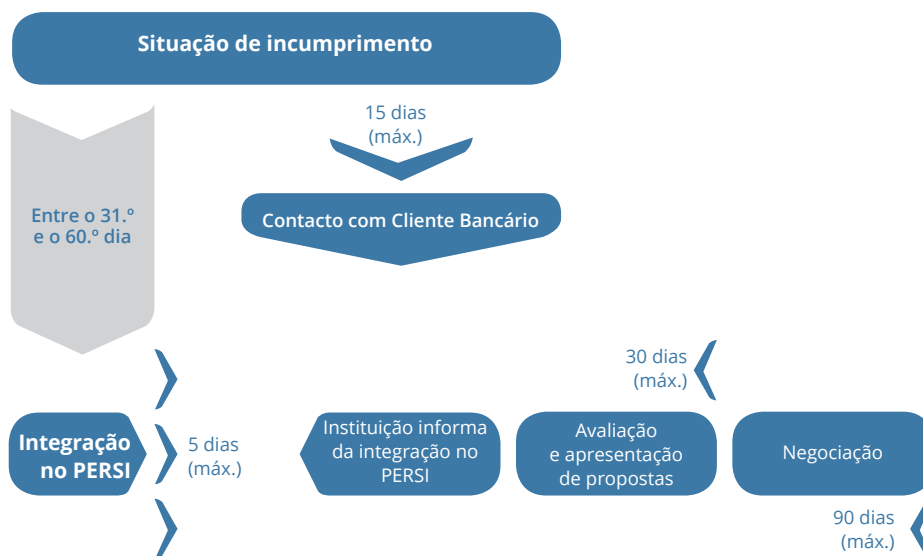 Situação de incumprimento
15 dias
(máx.)
Entre o 31.º
e o 60.º dia
Contacto com Cliente Bancário
30 dias
(máx.)
Integração
no PERSI
5 dias
(máx.)
Instituição informa
da integração no
PERSI
Avaliação
e apresentação
de propostas
Negociação
90 dias
(máx.)